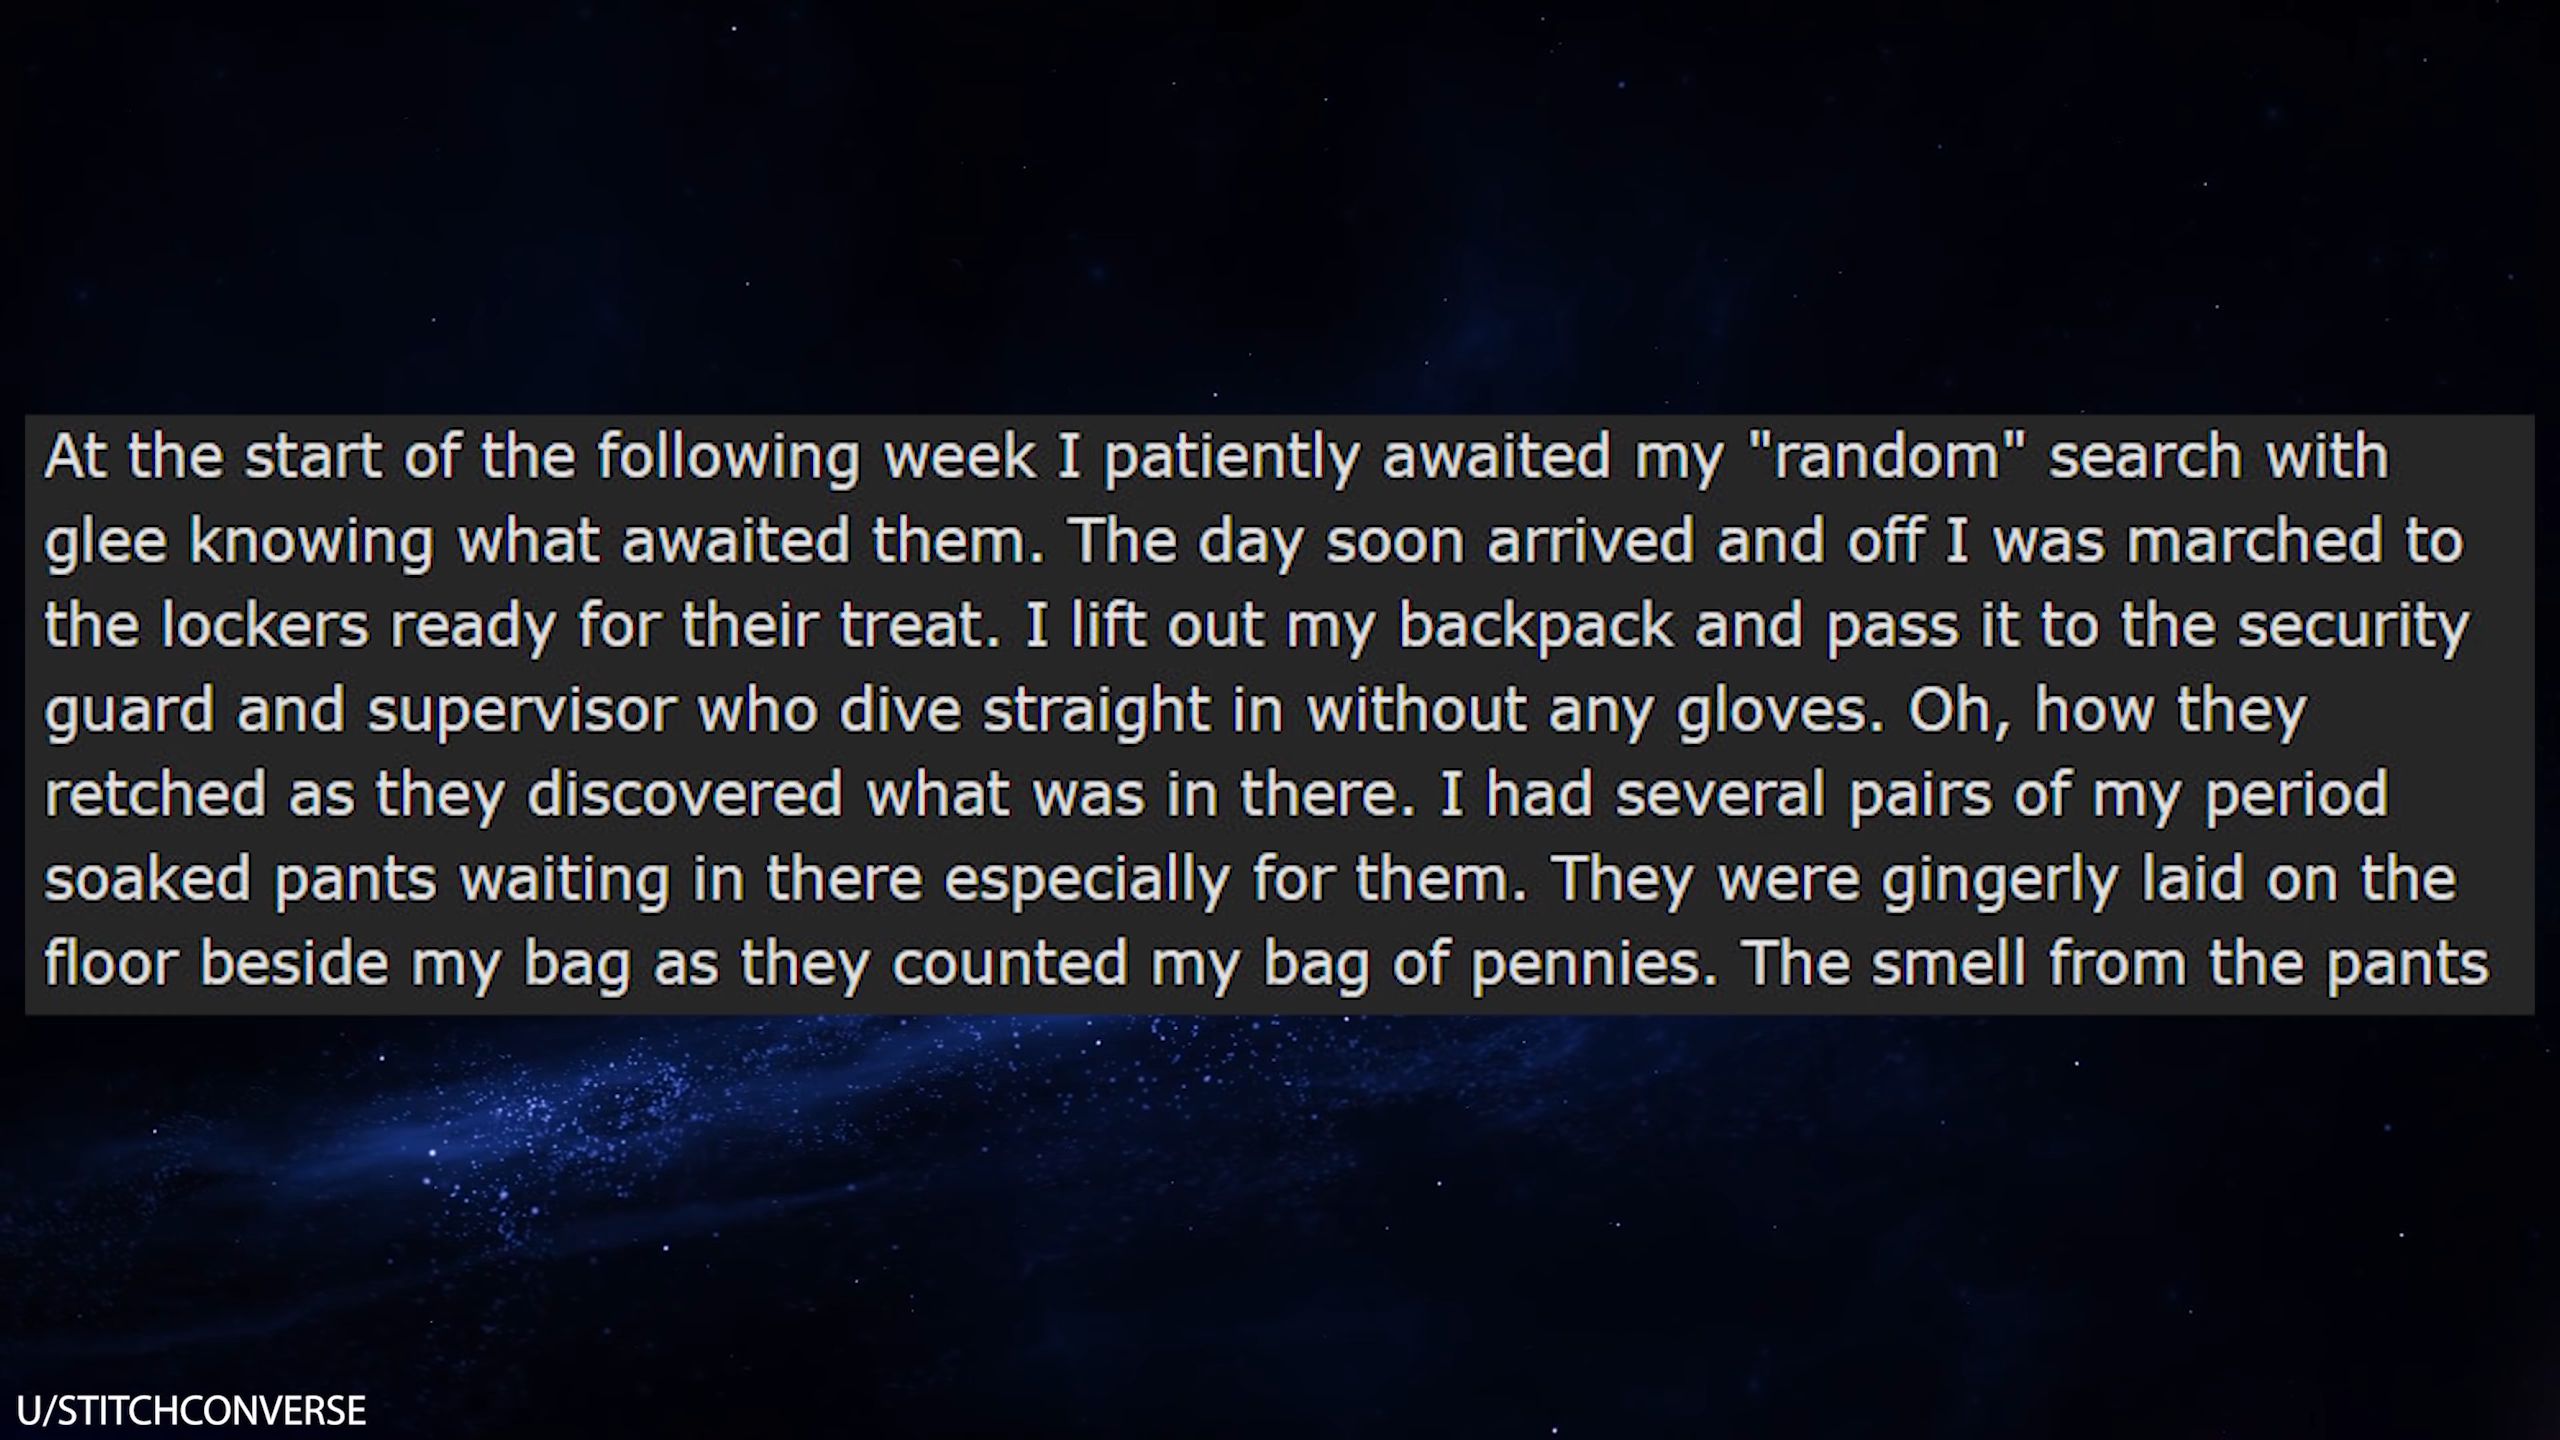 At the start of the following week I patiently awaited my "random" search with
glee knowing what awaited them. The day soon arrived and off I was marched to
the lockers ready for their treat. I lift out my backpack and pass it to the security
guard and supervisor who dive straight in without any gloves. Oh, how they
retched as they discovered what was in there. I had several pairs of my period
soaked pants waiting in there especially for them. They were gingerly laid on the
floor beside my bag as they counted my bag of pennies. The smell from the pants
U/STITCHCONVERSE